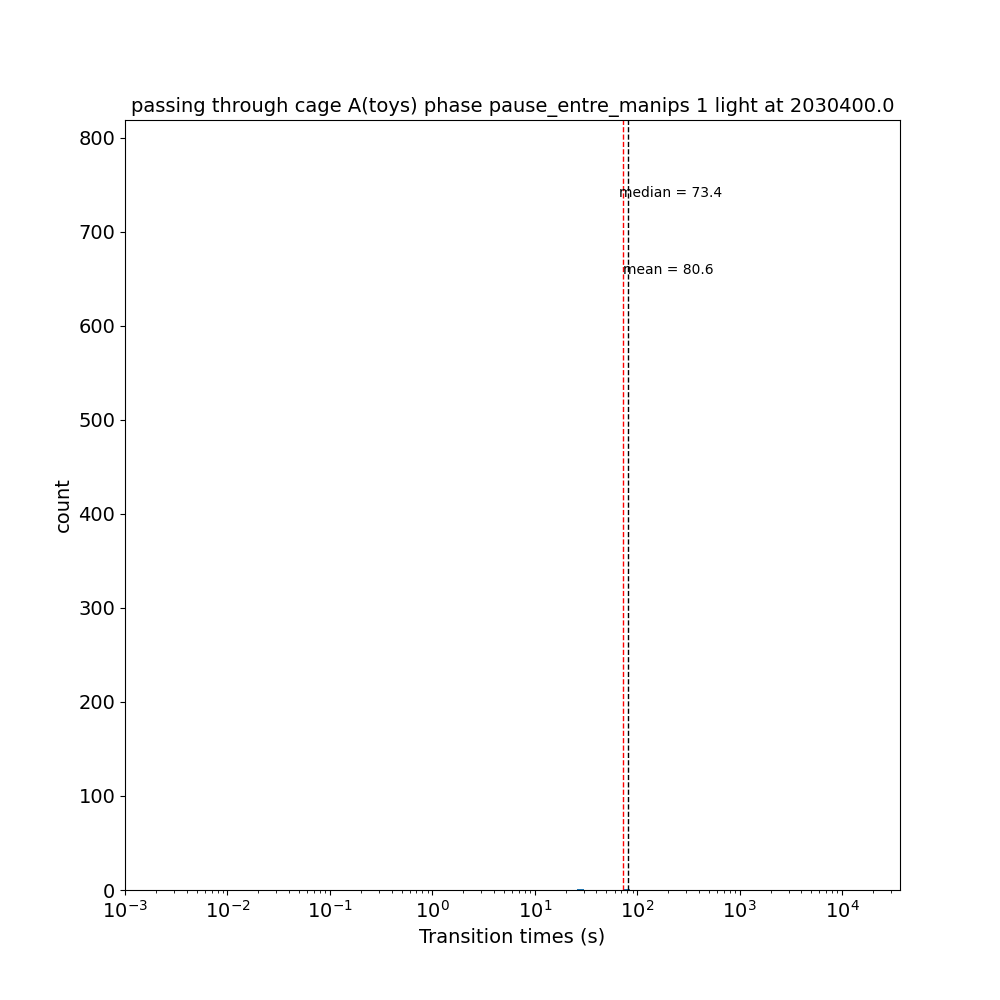 passing through cage A(toys) phase pause_entre_manips 1 light at 2030400.0
800
median = 73.4
700
mean = 80.6
600
500
count
400
300
200
100
0
10⁻³ 10⁻² 10⁻¹ 10⁰ 10¹ 10² 10³ 10⁴
Transition times (s)